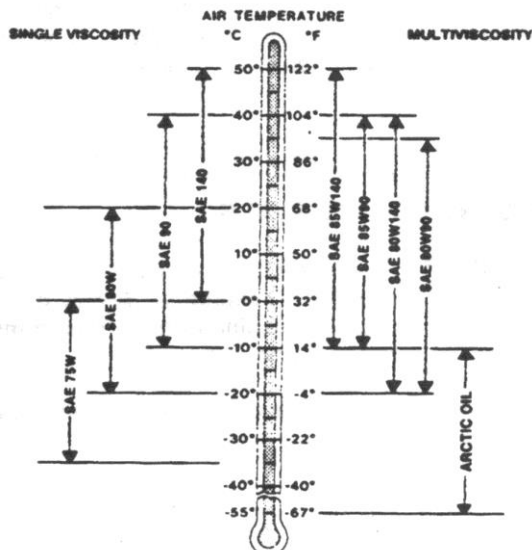 AIR TEMPERATURE
SINGLE VISCOSITY °C °F MULTIVISCOSITY
50° 122°
40° 104°
30° 86°
20° 68°
10° 50°
0° 32°
-10° 14°
-20° -4°
-30° -22°
-40° -40°
-55° -67°
SAE 75W
SAE 80W
SAE 90
SAE 140
SAE 85W140
SAE 85W90
SAE 80W140
SAE 80W90
ARCTIC OIL